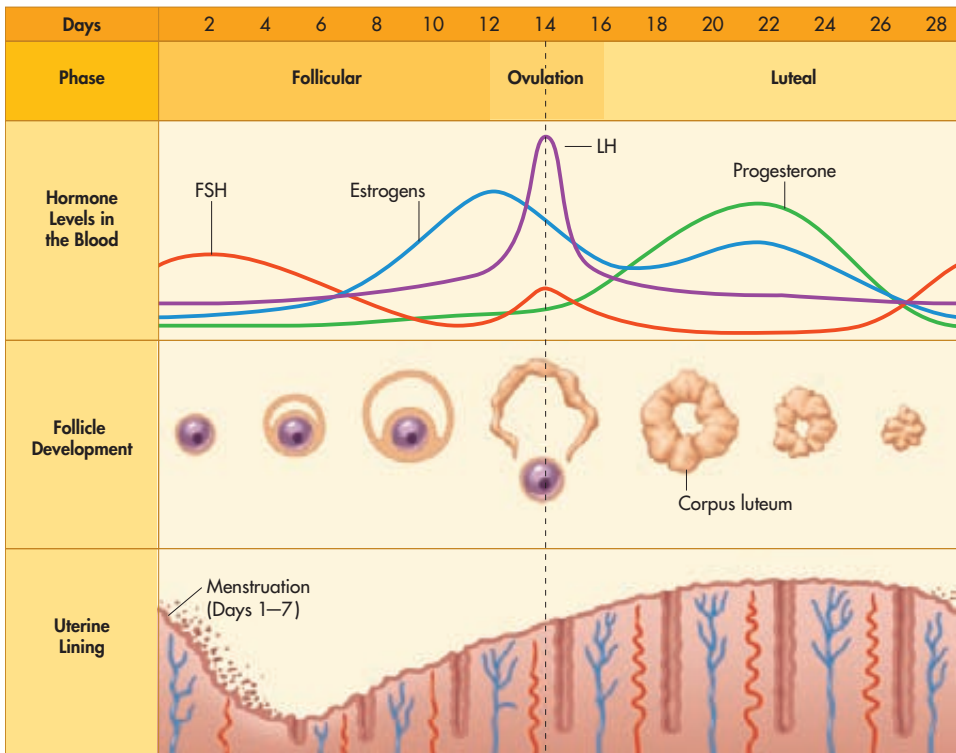 Days 2 4 6 8 10 12 14 16 18 20 22 24 26 28
Phase Follicular Ovulation Luteal
Hormone
Levels in
the Blood
FSH
Estrogens
LH
Progesterone
Follicle
Development
Corpus luteum
Uterine
Lining
Menstruation
(Days 1–7)